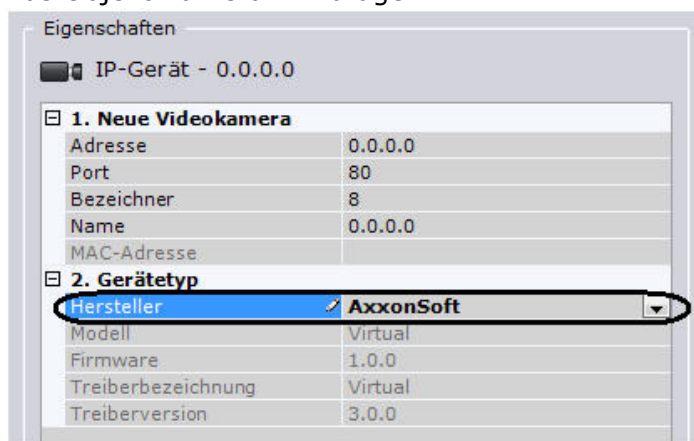 Eigenschaften
IP-Gerät - 0.0.0.0
1. Neue Videokamera
Adresse 0.0.0.0
Port 80
Bezeichner 8
Name 0.0.0.0
MAC-Adresse
2. Gerätetyp
Hersteller AxxonSoft
Modell Virtual
Firmware 1.0.0
Treiberbezeichnung Virtual
Treiberversion 3.0.0